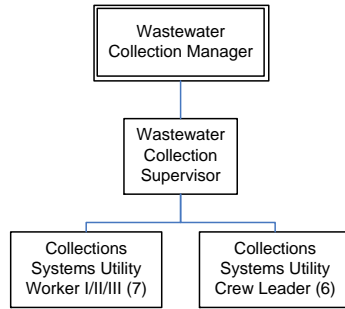 Wastewater
Collection Manager
Wastewater
Collection
Supervisor
Collections
Systems Utility
Worker I/II/III (7)
Collections
Systems Utility
Crew Leader (6)